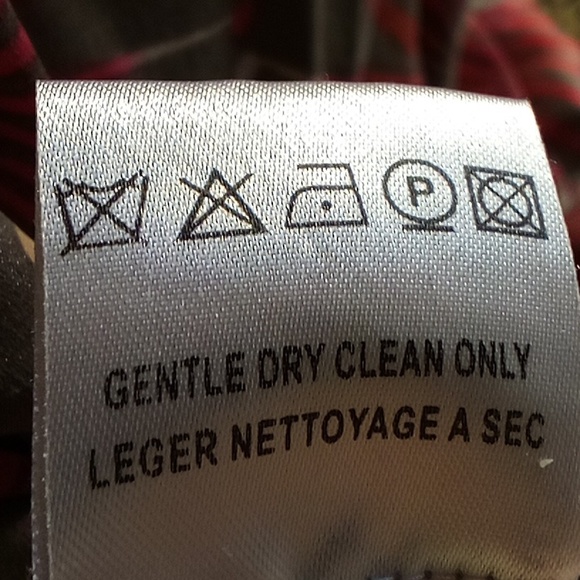 P
GENTLE DRY CLEAN ONLY
LEGER NETTOYAGE A SEC